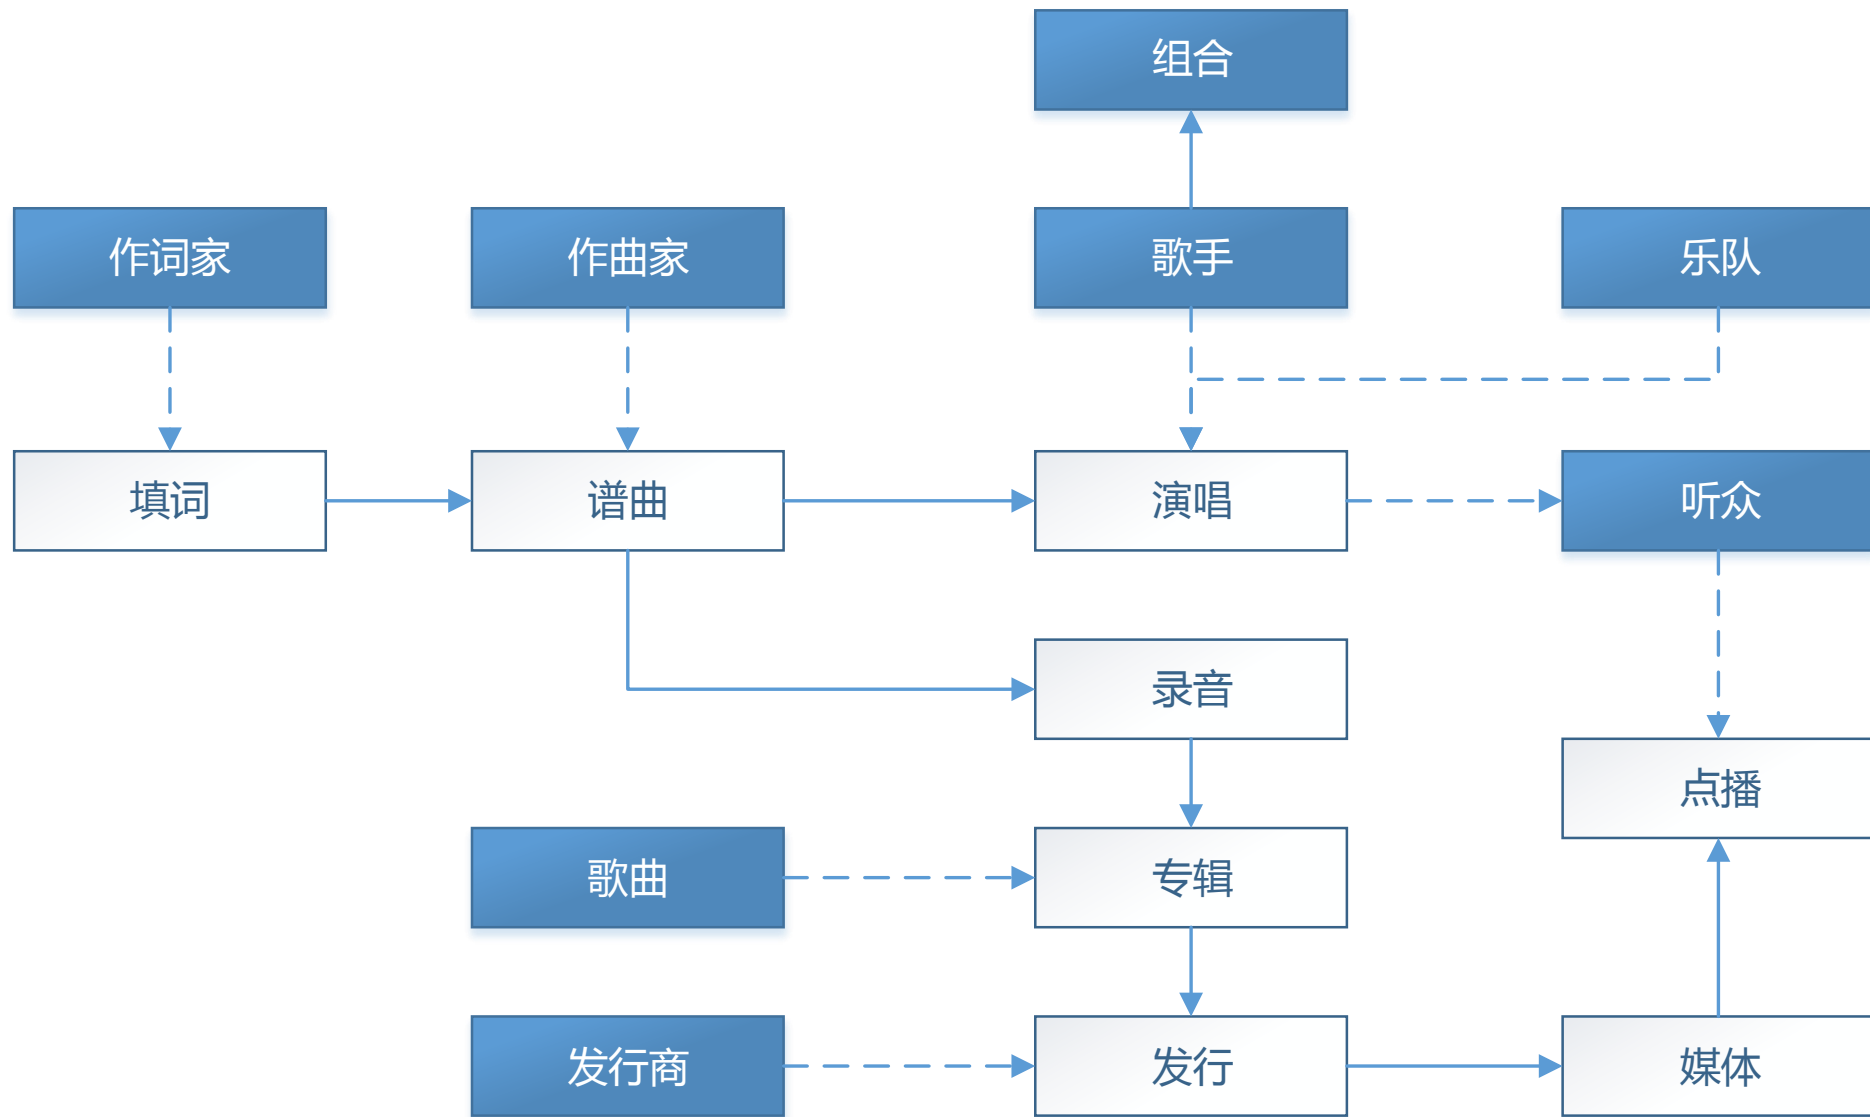 组合
作词家
作曲家
歌手
乐队
填词
谱曲
演唱
听众
录音
点播
歌曲
专辑
发行商
发行
媒体